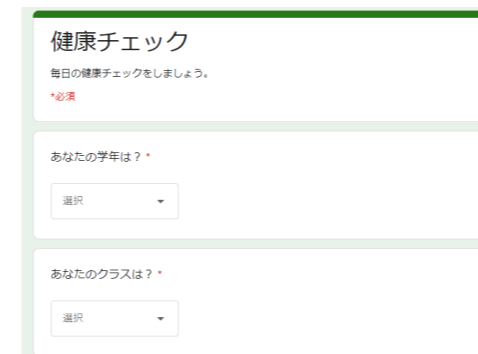 健康チェック
毎日の健康チェックをしましょう。
*必須
あなたの学年は？*
選択
あなたのクラスは？*
選択